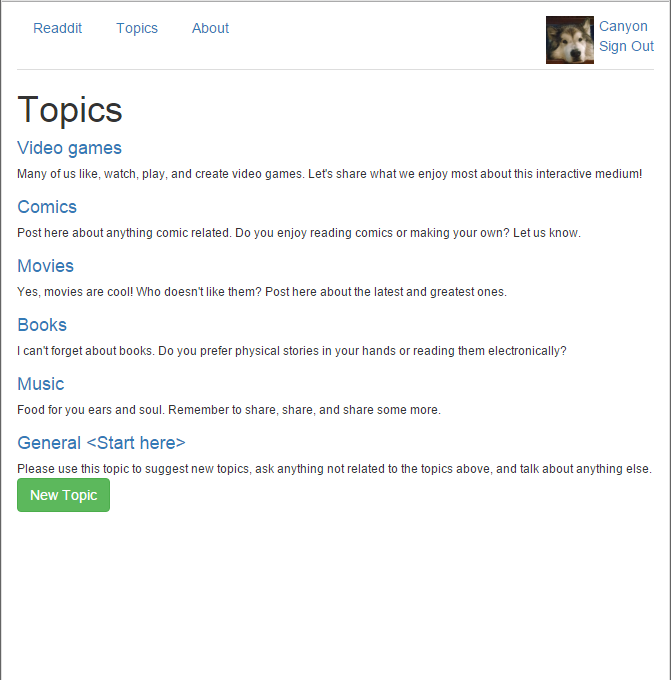 Readdit Topics About Canyon
Sign Out
Topics
Video games
Many of us like, watch, play, and create video games. Let's share what we enjoy most about this interactive medium!
Comics
Post here about anything comic related. Do you enjoy reading comics or making your own? Let us know.
Movies
Yes, movies are cool! Who doesn't like them? Post here about the latest and greatest ones.
Books
I can't forget about books. Do you prefer physical stories in your hands or reading them electronically?
Music
Food for you ears and soul. Remember to share, share, and share some more.
General <Start here>
Please use this topic to suggest new topics, ask anything not related to the topics above, and talk about anything else.
New Topic